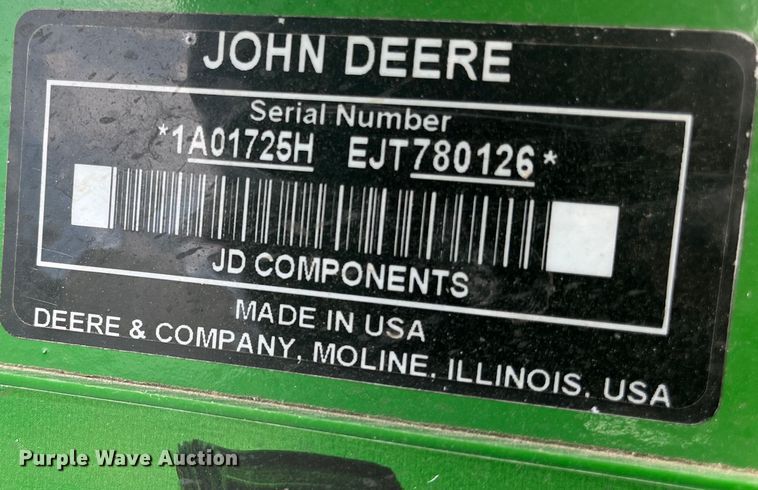 JOHN DEERE
Serial Number
*1A01725H EJT780126*
JD COMPONENTS
MADE IN USA
DEERE & COMPANY, MOLINE, ILLINOIS, USA
Purple Wave Auction